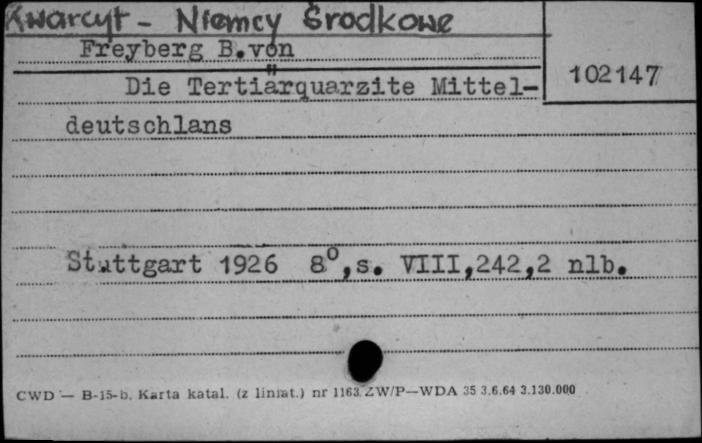 Kwarcyt - Niemcy Środkowe
Freyberg B.von
102147
Die Tertiärquarzite Mittel-
deutschlans
Stuttgart 1926 8⁰,s. VIII,242,2 nlb.
CWD — B-15-b. Karta katal. (z liniat.) nr 1163. ZW/P—WDA 35 3.6.64 3.130.000